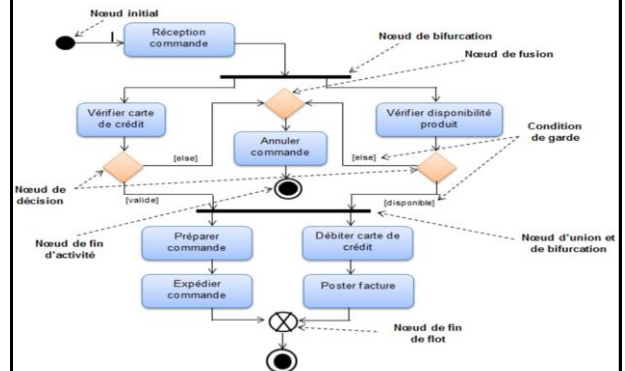 Nœud initial
Réception
commande
Nœud de bifurcation
Nœud de fusion
Vérifier carte
de crédit
Vérifier disponibilité
produit
Annuler
commande
Condition
de garde
[else]
[else]
Nœud de
décision
[valide]
[disponible]
Nœud de fin
d'activité
Préparer
commande
Débiter carte de
crédit
Nœud d'union et
de bifurcation
Expédier
commande
Poster facture
Nœud de fin
de flot